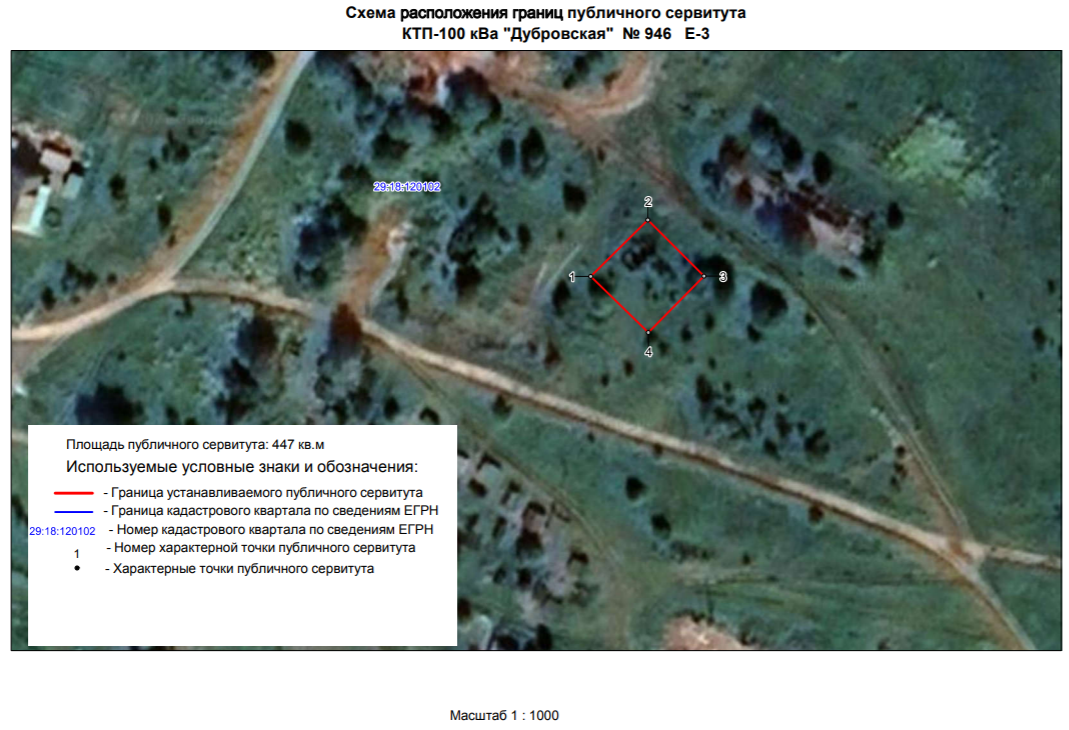 Схема расположения границ публичного сервитута
КТП-100 кВа "Дубровская" № 946 Е-3
29:18:120102
2
1
3
4
Площадь публичного сервитута: 447 кв.м
Используемые условные знаки и обозначения:
- Граница устанавливаемого публичного сервитута
- Граница кадастрового квартала по сведениям ЕГРН
29:18:120102 - Номер кадастрового квартала по сведениям ЕГРН
1 - Номер характерной точки публичного сервитута
- Характерные точки публичного сервитута
Масштаб 1 : 1000